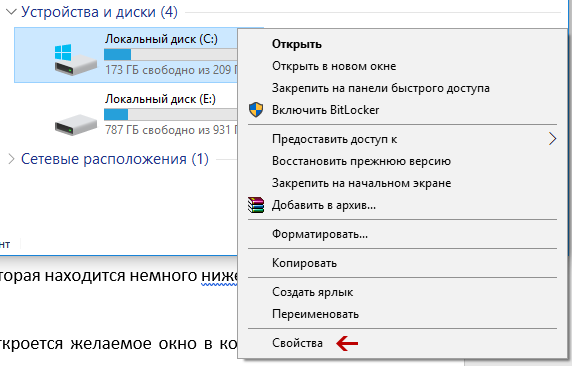 Устройства и диски (4)
Локальный диск (C:)
173 ГБ свободно из 209 Г
Локальный диск (E:)
787 ГБ свободно из 931 Г
Сетевые расположения (1)
Открыть
Открыть в новом окне
Закрепить на панели быстрого доступа
Включить BitLocker
Предоставить доступ к
Восстановить прежнюю версию
Закрепить на начальном экране
Добавить в архив...
Форматировать...
Копировать
Создать ярлык
Переименовать
Свойства
нт
торая находится немного ниже
ткроется желаемое окно в ко